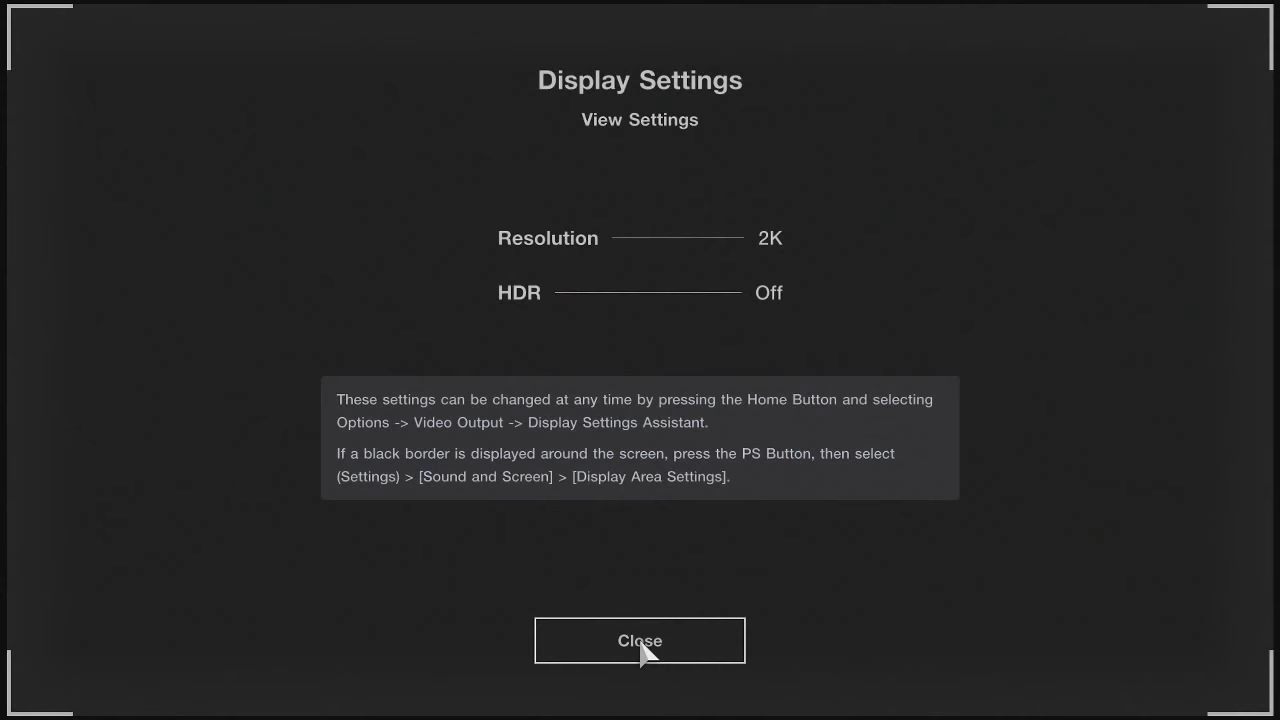 Display Settings
View Settings
Resolution 2K
HDR Off
These settings can be changed at any time by pressing the Home Button and selecting
Options -> Video Output -> Display Settings Assistant.
If a black border is displayed around the screen, press the PS Button, then select
(Settings) > [Sound and Screen] > [Display Area Settings].
Close